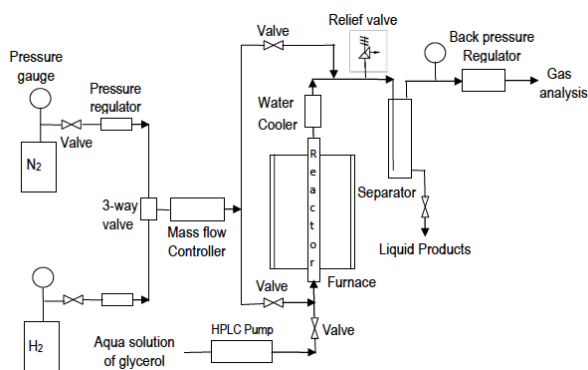 Relief valve
Valve
Back pressure
Regulator
Pressure
gauge
Pressure
regulator
Gas
analysis
Water
Cooler
Valve
N2
Reactor
Separator
3-way
valve
Mass flow
Controller
Liquid Products
Furnace
Valve
HPLC Pump
Valve
H2
Aqua solution
of glycerol